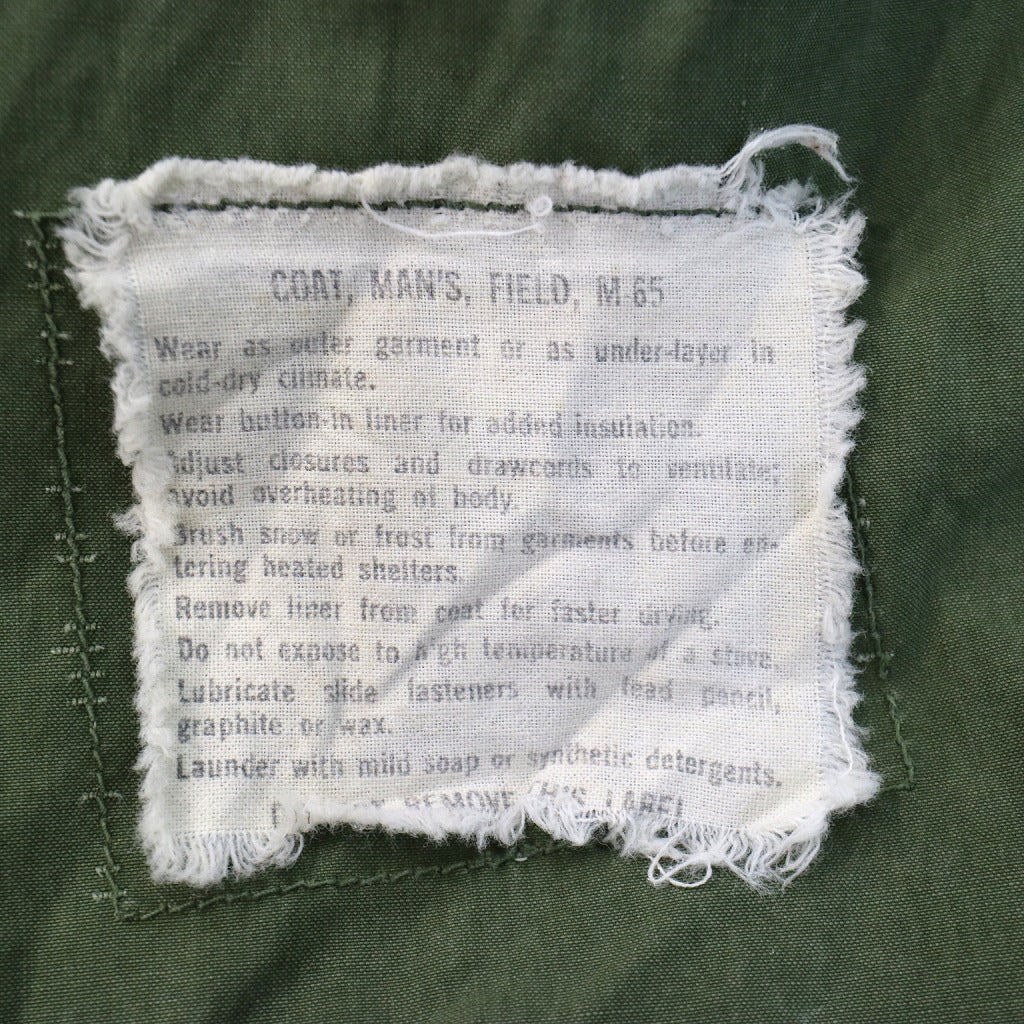 COAT, MAN'S, FIELD, M-65
Wear as outer garment or as under-layer in
cold-dry climate.
Wear button-in liner for added insulation.
Adjust closures and drawcords to ventilate;
avoid overheating of body.
Brush snow or frost from garments before en-
tering heated shelters.
Remove liner from coat for faster drying.
Do not expose to high temperature of a stove.
Lubricate slide fasteners with lead pencil,
graphite or wax.
Launder with mild soap or synthetic detergents.
REMOVE THIS LABEL